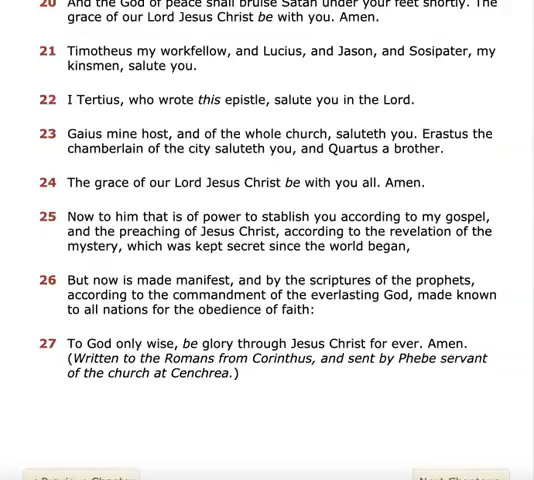 20 And the God of peace shall bruise Satan under your feet shortly. The
grace of our Lord Jesus Christ be with you. Amen.
21 Timotheus my workfellow, and Lucius, and Jason, and Sosipater, my
kinsmen, salute you.
22 I Tertius, who wrote this epistle, salute you in the Lord.
23 Gaius mine host, and of the whole church, saluteth you. Erastus the
chamberlain of the city saluteth you, and Quartus a brother.
24 The grace of our Lord Jesus Christ be with you all. Amen.
25 Now to him that is of power to stablish you according to my gospel,
and the preaching of Jesus Christ, according to the revelation of the
mystery, which was kept secret since the world began,
26 But now is made manifest, and by the scriptures of the prophets,
according to the commandment of the everlasting God, made known
to all nations for the obedience of faith:
27 To God only wise, be glory through Jesus Christ for ever. Amen.
(Written to the Romans from Corinthus, and sent by Phebe servant
of the church at Cenchrea.)
Previous Chapter
Next Chapter